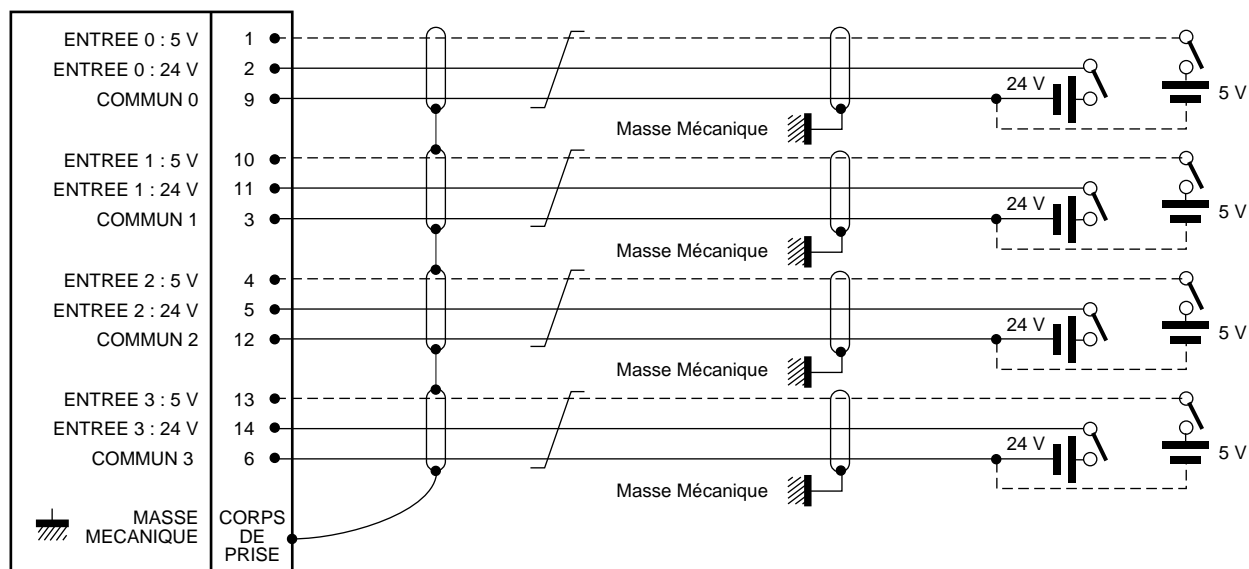 ENTREE 0 : 5 V 1
ENTREE 0 : 24 V 2
COMMUN 0 9
24 V
5 V
Masse Mécanique
ENTREE 1 : 5 V 10
ENTREE 1 : 24 V 11
COMMUN 1 3
24 V
5 V
Masse Mécanique
ENTREE 2 : 5 V 4
ENTREE 2 : 24 V 5
COMMUN 2 12
24 V
5 V
Masse Mécanique
ENTREE 3 : 5 V 13
ENTREE 3 : 24 V 14
COMMUN 3 6
24 V
5 V
Masse Mécanique
MASSE
MECANIQUE
CORPS
DE
PRISE